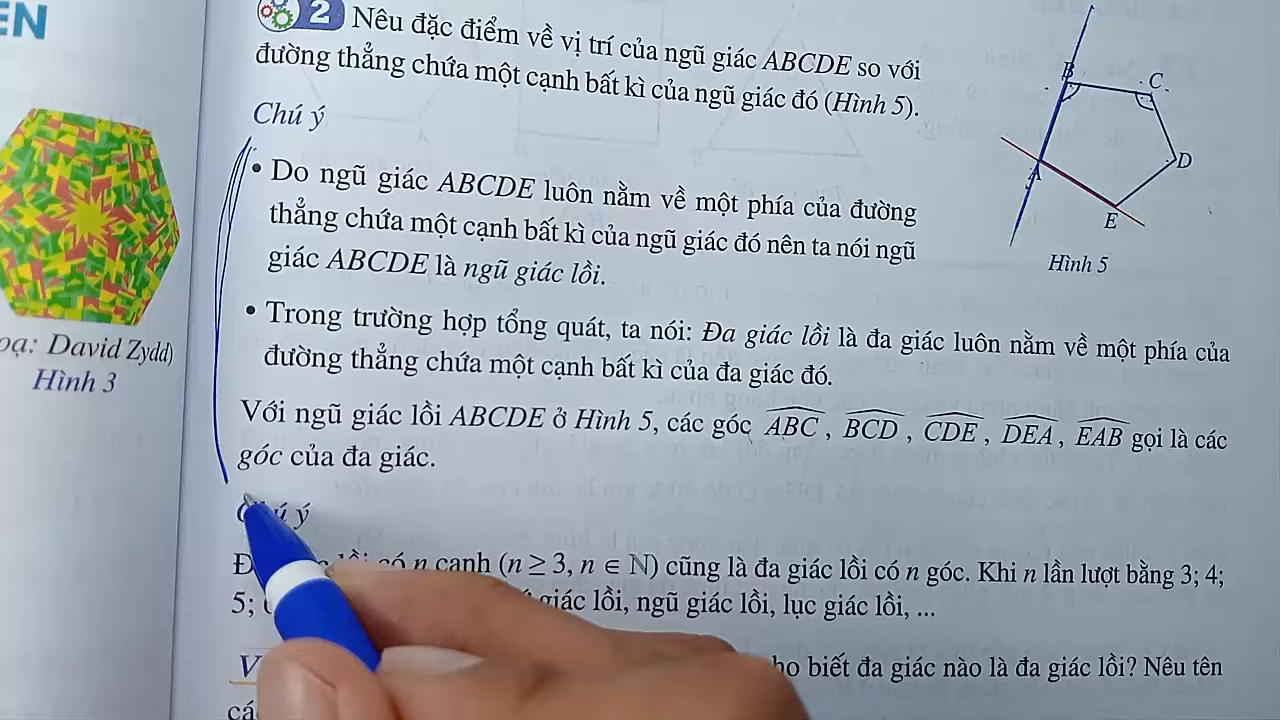 EN
2 Nêu đặc điểm về vị trí của ngũ giác ABCDE so với
đường thẳng chứa một cạnh bất kì của ngũ giác đó (Hình 5).
Chú ý
• Do ngũ giác ABCDE luôn nằm về một phía của đường
thẳng chứa một cạnh bất kì của ngũ giác đó nên ta nói ngũ
giác ABCDE là ngũ giác lồi.
B
C
D
A
E
Hình 5
• Trong trường hợp tổng quát, ta nói: Đa giác lồi là đa giác luôn nằm về một phía của
đường thẳng chứa một cạnh bất kì của đa giác đó.
oạ: David Zydd)
Hình 3
Với ngũ giác lồi ABCDE ở Hình 5, các góc ABC, BCD, CDE, DEA, EAB gọi là các
góc của đa giác.
ý
lồi có n cạnh (n ≥ 3, n ∈ ℕ) cũng là đa giác lồi có n góc. Khi n lần lượt bằng 3; 4;
5; giác lồi, ngũ giác lồi, lục giác lồi, ...
biết đa giác nào là đa giác lồi? Nêu tên